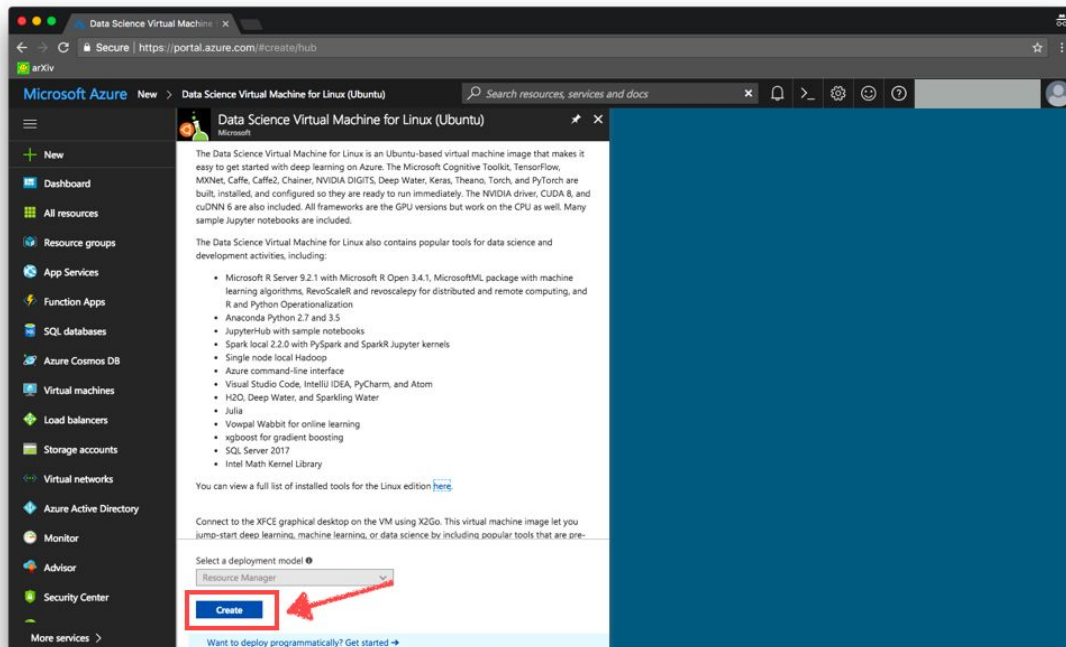 Data Science Virtual Machine
Secure | https://portal.azure.com/#create/hub
arXiv
Microsoft Azure New > Data Science Virtual Machine for Linux (Ubuntu) Search resources, services and docs
Data Science Virtual Machine for Linux (Ubuntu)
Microsoft
New
Dashboard
All resources
Resource groups
App Services
Function Apps
SQL databases
Azure Cosmos DB
Virtual machines
Load balancers
Storage accounts
Virtual networks
Azure Active Directory
Monitor
Advisor
Security Center
More services >
The Data Science Virtual Machine for Linux is an Ubuntu-based virtual machine image that makes it
easy to get started with deep learning on Azure. The Microsoft Cognitive Toolkit, TensorFlow,
MXNet, Caffe, Caffe2, Chainer, NVIDIA DIGITS, Deep Water, Keras, Theano, Torch, and PyTorch are
built, installed, and configured so they are ready to run immediately. The NVIDIA driver, CUDA 8, and
cuDNN 6 are also included. All frameworks are the GPU versions but work on the CPU as well. Many
sample Jupyter notebooks are included.
The Data Science Virtual Machine for Linux also contains popular tools for data science and
development activities, including:
• Microsoft R Server 9.2.1 with Microsoft R Open 3.4.1, MicrosoftML package with machine
learning algorithms, RevoScaleR and revoscalepy for distributed and remote computing, and
R and Python Operationalization
• Anaconda Python 2.7 and 3.5
• JupyterHub with sample notebooks
• Spark local 2.2.0 with PySpark and SparkR Jupyter kernels
• Single node local Hadoop
• Azure command-line interface
• Visual Studio Code, IntelliJ IDEA, PyCharm, and Atom
• H2O, Deep Water, and Sparkling Water
• Julia
• Vowpal Wabbit for online learning
• xgboost for gradient boosting
• SQL Server 2017
• Intel Math Kernel Library
You can view a full list of installed tools for the Linux edition here.
Connect to the XFCE graphical desktop on the VM using X2Go. This virtual machine image let you
jump-start deep learning, machine learning, or data science by including popular tools that are pre-
Select a deployment model
Resource Manager
Create
Want to deploy programmatically? Get started →